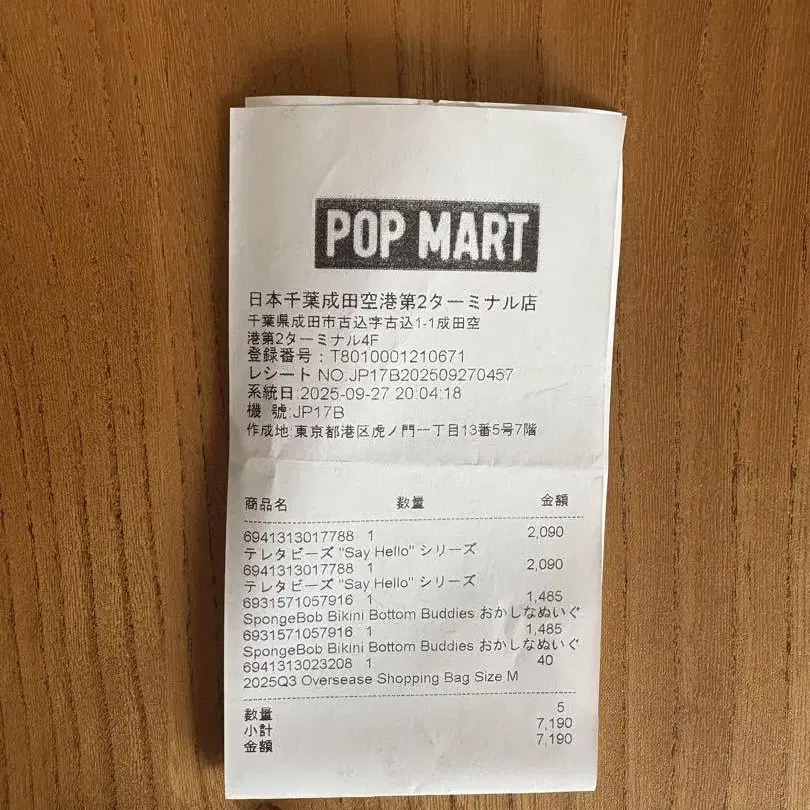 POP MART
日本千葉成田空港第2ターミナル店
千葉県成田市古込字古込1-1成田空
港第2ターミナル4F
登録番号：T8010001210671
レシート NO.JP17B202509270457
系統日:2025-09-27 20:04:18
機 號:JP17B
作成地:東京都港区虎ノ門一丁目13番5号7階
商品名 数量 金額
6941313017788 1 2,090
テレタビーズ "Say Hello" シリーズ
6941313017788 1 2,090
テレタビーズ "Say Hello" シリーズ
6931571057916 1 1,485
SpongeBob Bikini Bottom Buddies おかしなぬいぐ
6931571057916 1 1,485
SpongeBob Bikini Bottom Buddies おかしなぬいぐ
6941313023208 1 40
2025Q3 Oversease Shopping Bag Size M
数量 5
小計 7,190
金額 7,190